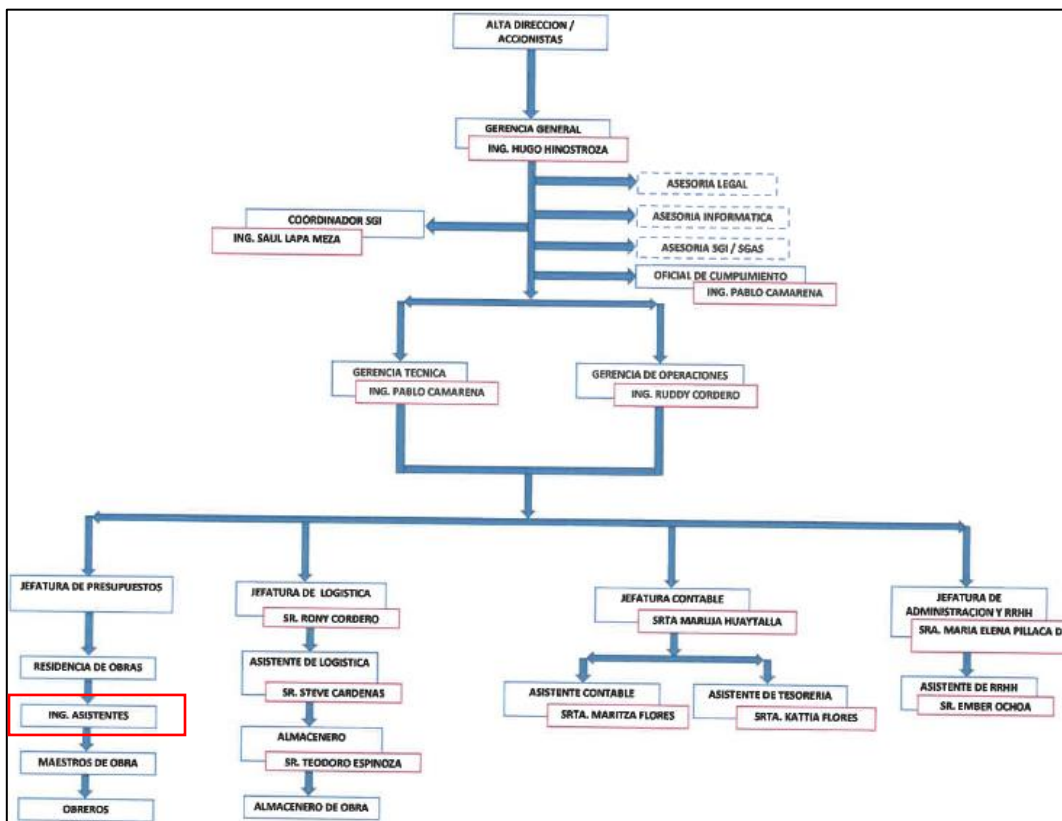 ALTA DIRECCION /
ACCIONISTAS
GERENCIA GENERAL
ING. HUGO HINOSTROZA
ASESORIA LEGAL
COORDINADOR SGI
ING. SAUL LAPA MEZA
ASESORIA INFORMATICA
ASESORIA SGI / SGAS
OFICIAL DE CUMPLIMIENTO
ING. PABLO CAMARENA
GERENCIA TECNICA
ING. PABLO CAMARENA
GERENCIA DE OPERACIONES
ING. RUDDY CORDERO
JEFATURA DE PRESUPUESTOS
RESIDENCIA DE OBRAS
ING. ASISTENTES
MAESTROS DE OBRA
OBREROS
JEFATURA DE LOGISTICA
SR. RONY CORDERO
ASISTENTE DE LOGISTICA
SR. STEVE CARDENAS
ALMACENERO
SR. TEODORO ESPINOZA
ALMACENERO DE OBRA
JEFATURA CONTABLE
SRTA MARUJA HUAYTALLA
ASISTENTE CONTABLE
SRTA. MARITZA FLORES
ASISTENTE DE TESORERIA
SRTA. KATTIA FLORES
JEFATURA DE
ADMINISTRACION Y RRHH
SRA. MARIA ELENA PILLACA D
ASISTENTE DE RRHH
SR. EMBER OCHOA